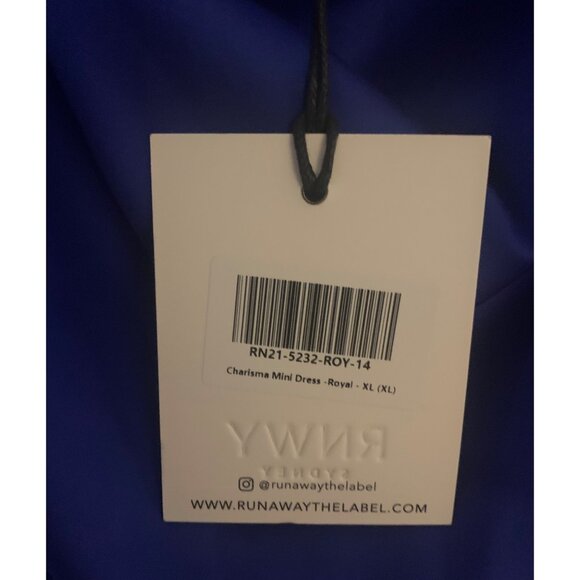 RN21-5232-ROY-14
Charisma Mini Dress -Royal - XL (XL)
RNWY
SYDNEY
@runawaythelabel
WWW.RUNAWAYTHELABEL.COM